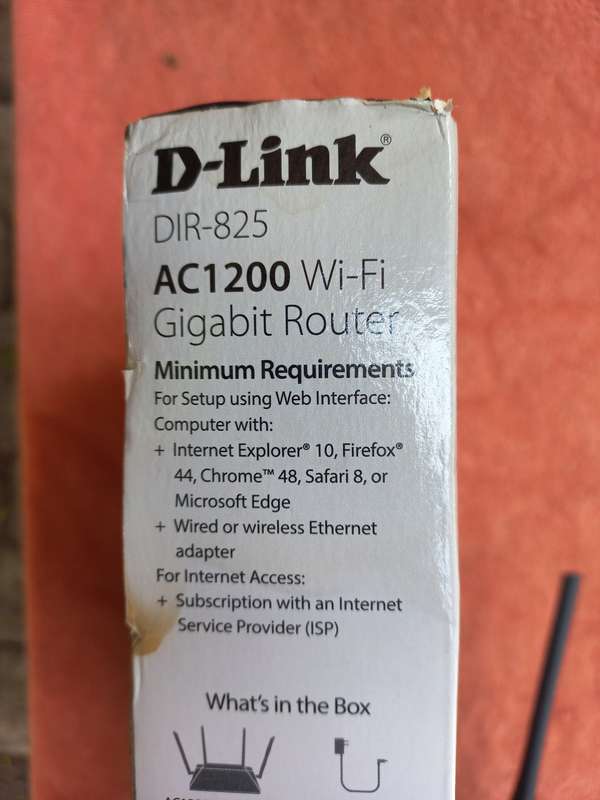 D-Link®
DIR-825
AC1200 Wi-Fi
Gigabit Router
Minimum Requirements
For Setup using Web Interface:
Computer with:
+ Internet Explorer® 10, Firefox®
44, Chrome™ 48, Safari 8, or
Microsoft Edge
+ Wired or wireless Ethernet
adapter
For Internet Access:
+ Subscription with an Internet
Service Provider (ISP)
What's in the Box